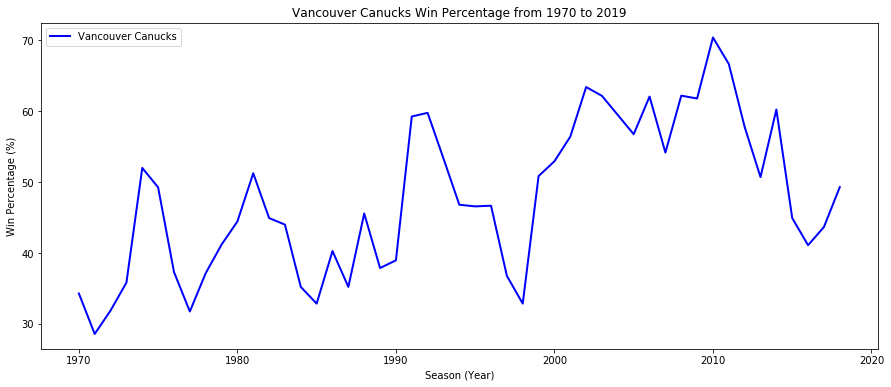 Vancouver Canucks Win Percentage from 1970 to 2019
Vancouver Canucks
Win Percentage (%)
70
60
50
40
30
1970 1980 1990 2000 2010 2020
Season (Year)